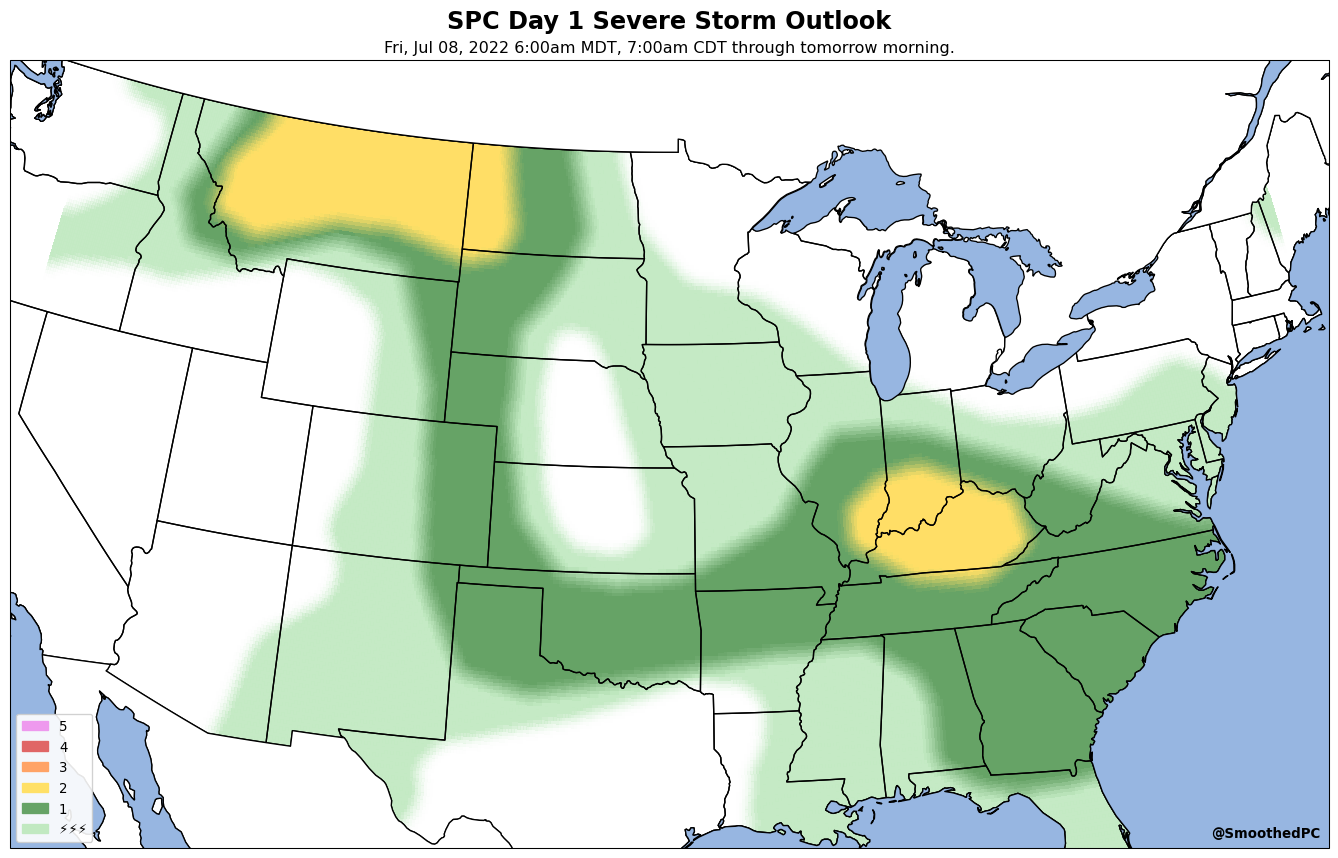 SPC Day 1 Severe Storm Outlook
Fri, Jul 08, 2022 6:00am MDT, 7:00am CDT through tomorrow morning.
5
4
3
2
1
⚡⚡⚡
@SmoothedPC